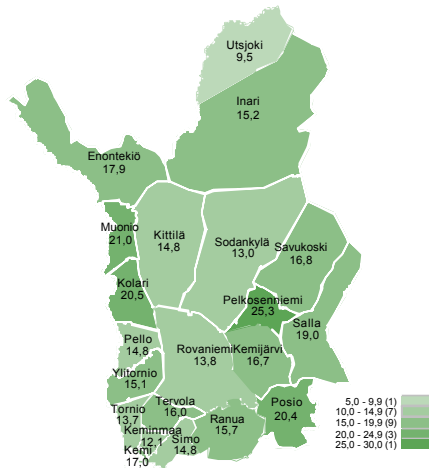 Utsjoki
9,5
Inari
15,2
Enontekiö
17,9
Muonio
21,0
Kittilä
14,8
Sodankylä
13,0
Savukoski
16,8
Kolari
20,5
Pelkosenniemi
25,3
Salla
19,0
Pello
14,8
Rovaniemi
13,8
Kemijärvi
16,7
Ylitornio
15,1
Tornio
13,7
Tervola
16,0
Posio
20,4
Keminmaa
12,1
Ranua
15,7
Simo
14,8
Kemi
17,0
5,0 - 9,9 (1)
10,0 - 14,9 (7)
15,0 - 19,9 (9)
20,0 - 24,9 (3)
25,0 - 30,0 (1)